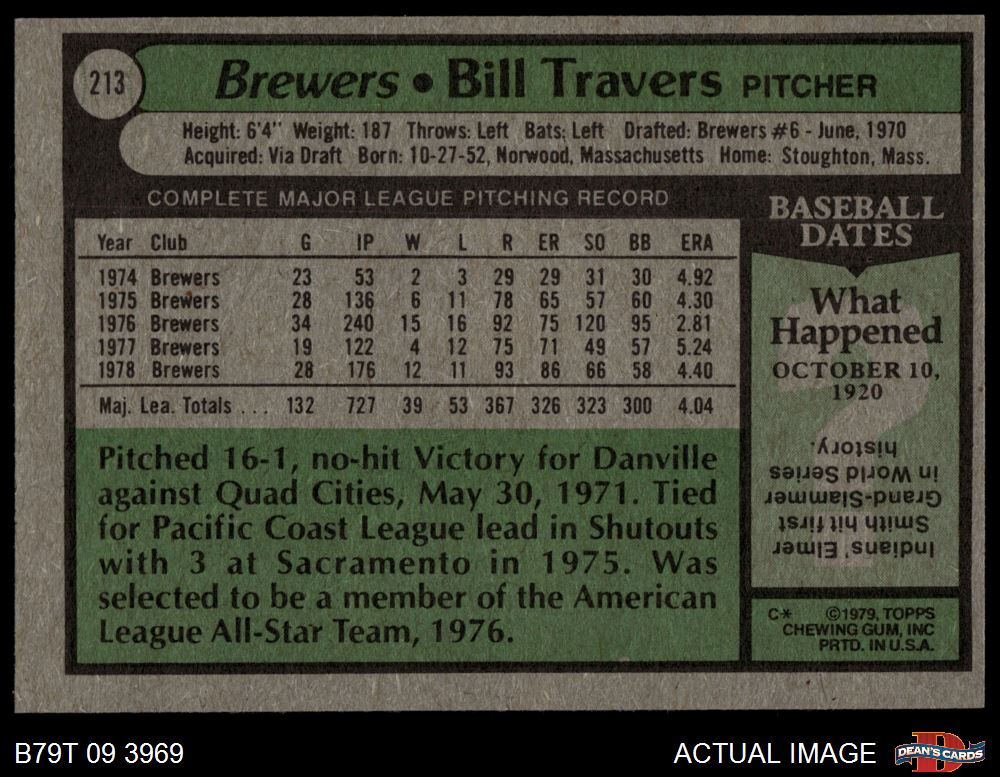 213
Brewers • Bill Travers PITCHER
Height: 6'4" Weight: 187 Throws: Left Bats: Left Drafted: Brewers #6 - June, 1970
Acquired: Via Draft Born: 10-27-52, Norwood, Massachusetts Home: Stoughton, Mass.
COMPLETE MAJOR LEAGUE PITCHING RECORD
Year Club G IP W L R ER SO BB ERA
1974 Brewers 23 53 2 3 29 29 31 30 4.92
1975 Brewers 28 136 6 11 78 65 57 60 4.30
1976 Brewers 34 240 15 16 92 75 120 95 2.81
1977 Brewers 19 122 4 12 75 71 49 57 5.24
1978 Brewers 28 176 12 11 93 86 66 58 4.40
Maj. Lea. Totals ... 132 727 39 53 367 326 323 300 4.04
Pitched 16-1, no-hit Victory for Danville
against Quad Cities, May 30, 1971. Tied
for Pacific Coast League lead in Shutouts
with 3 at Sacramento in 1975. Was
selected to be a member of the American
League All-Star Team, 1976.
BASEBALL
DATES
What
Happened
OCTOBER 10,
1920
?
Indians' Elmer
Smith hit first
Grand-Slammer
in World Series
history.
C* ©1979, TOPPS
CHEWING GUM, INC
PRTD. IN U.S.A.
B79T 09 3969
ACTUAL IMAGE
D
DEAN'S CARDS